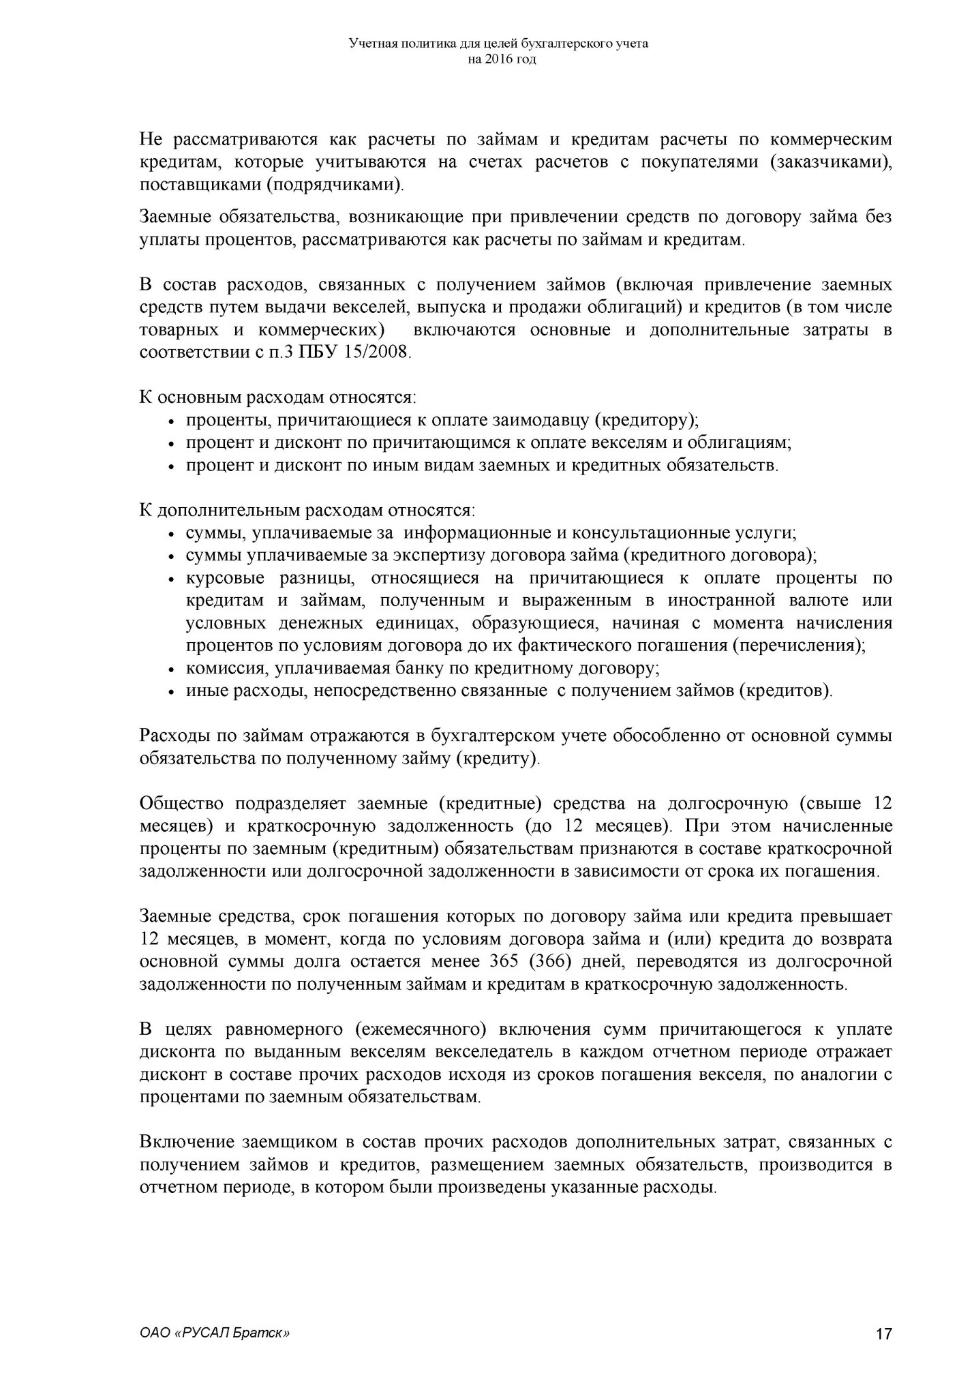 Учетная политика для целей бухгалтерского учета
на 2016 год
Не рассматриваются как расчеты по займам и кредитам расчеты по коммерческим
кредитам, которые учитываются на счетах расчетов с покупателями (заказчиками),
поставщиками (подрядчиками).
Заемные обязательства, возникающие при привлечении средств по договору займа без
уплаты процентов, рассматриваются как расчеты по займам и кредитам.
В состав расходов, связанных с получением займов (включая привлечение заемных
средств путем выдачи векселей, выпуска и продажи облигаций) и кредитов (в том числе
товарных и коммерческих) включаются основные и дополнительные затраты в
соответствии с п.3 ПБУ 15/2008.
К основным расходам относятся:
• проценты, причитающиеся к оплате заимодавцу (кредитору);
• процент и дисконт по причитающимся к оплате векселям и облигациям;
• процент и дисконт по иным видам заемных и кредитных обязательств.
К дополнительным расходам относятся:
• суммы, уплачиваемые за информационные и консультационные услуги;
• суммы уплачиваемые за экспертизу договора займа (кредитного договора);
• курсовые разницы, относящиеся на причитающиеся к оплате проценты по
кредитам и займам, полученным и выраженным в иностранной валюте или
условных денежных единицах, образующиеся, начиная с момента начисления
процентов по условиям договора до их фактического погашения (перечисления);
• комиссия, уплачиваемая банку по кредитному договору;
• иные расходы, непосредственно связанные с получением займов (кредитов).
Расходы по займам отражаются в бухгалтерском учете обособленно от основной суммы
обязательства по полученному займу (кредиту).
Общество подразделяет заемные (кредитные) средства на долгосрочную (свыше 12
месяцев) и краткосрочную задолженность (до 12 месяцев). При этом начисленные
проценты по заемным (кредитным) обязательствам признаются в составе краткосрочной
задолженности или долгосрочной задолженности в зависимости от срока их погашения.
Заемные средства, срок погашения которых по договору займа или кредита превышает
12 месяцев, в момент, когда по условиям договора займа и (или) кредита до возврата
основной суммы долга остается менее 365 (366) дней, переводятся из долгосрочной
задолженности по полученным займам и кредитам в краткосрочную задолженность.
В целях равномерного (ежемесячного) включения сумм причитающегося к уплате
дисконта по выданным векселям векселедатель в каждом отчетном периоде отражает
дисконт в составе прочих расходов исходя из сроков погашения векселя, по аналогии с
процентами по заемным обязательствам.
Включение заемщиком в состав прочих расходов дополнительных затрат, связанных с
получением займов и кредитов, размещением заемных обязательств, производится в
отчетном периоде, в котором были произведены указанные расходы.
ОАО «РУСАЛ Братск»
17